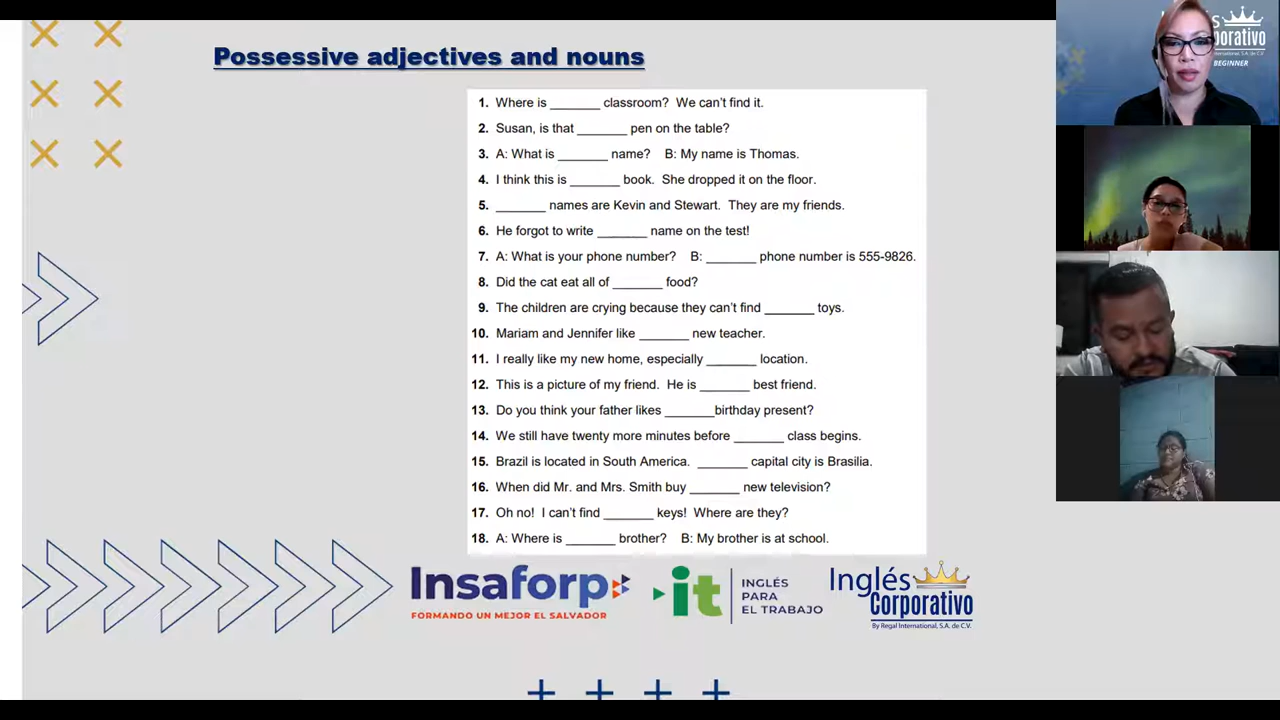 Possessive adjectives and nouns
1. Where is _______ classroom? We can't find it.
2. Susan, is that _______ pen on the table?
3. A: What is _______ name? B: My name is Thomas.
4. I think this is _______ book. She dropped it on the floor.
5. _______ names are Kevin and Stewart. They are my friends.
6. He forgot to write _______ name on the test!
7. A: What is your phone number? B: _______ phone number is 555-9826.
8. Did the cat eat all of _______ food?
9. The children are crying because they can't find _______ toys.
10. Mariam and Jennifer like _______ new teacher.
11. I really like my new home, especially _______ location.
12. This is a picture of my friend. He is _______ best friend.
13. Do you think your father likes _______birthday present?
14. We still have twenty more minutes before _______ class begins.
15. Brazil is located in South America. _______ capital city is Brasilia.
16. When did Mr. and Mrs. Smith buy _______ new television?
17. Oh no! I can't find _______ keys! Where are they?
18. A: Where is _______ brother? B: My brother is at school.
Insaforp
FORMANDO UN MEJOR EL SALVADOR
it
INGLÉS
PARA
EL TRABAJO
Inglés
Corporativo
By Regal International, S.A. de C.V.
BEGINNER